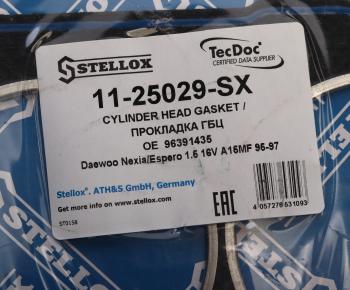 STELLOX
TecDoc
CERTIFIED DATA SUPPLIER
11-25029-SX
CYLINDER HEAD GASKET /
ПРОКЛАДКА ГБЦ
OE 96391435
Daewoo Nexia/Espero 1.5 16V A16MF 95-97
Stellox® ATH&S GmbH, Germany
Get more info on www.stellox.com
EAC
ST0158
4 057276 631093